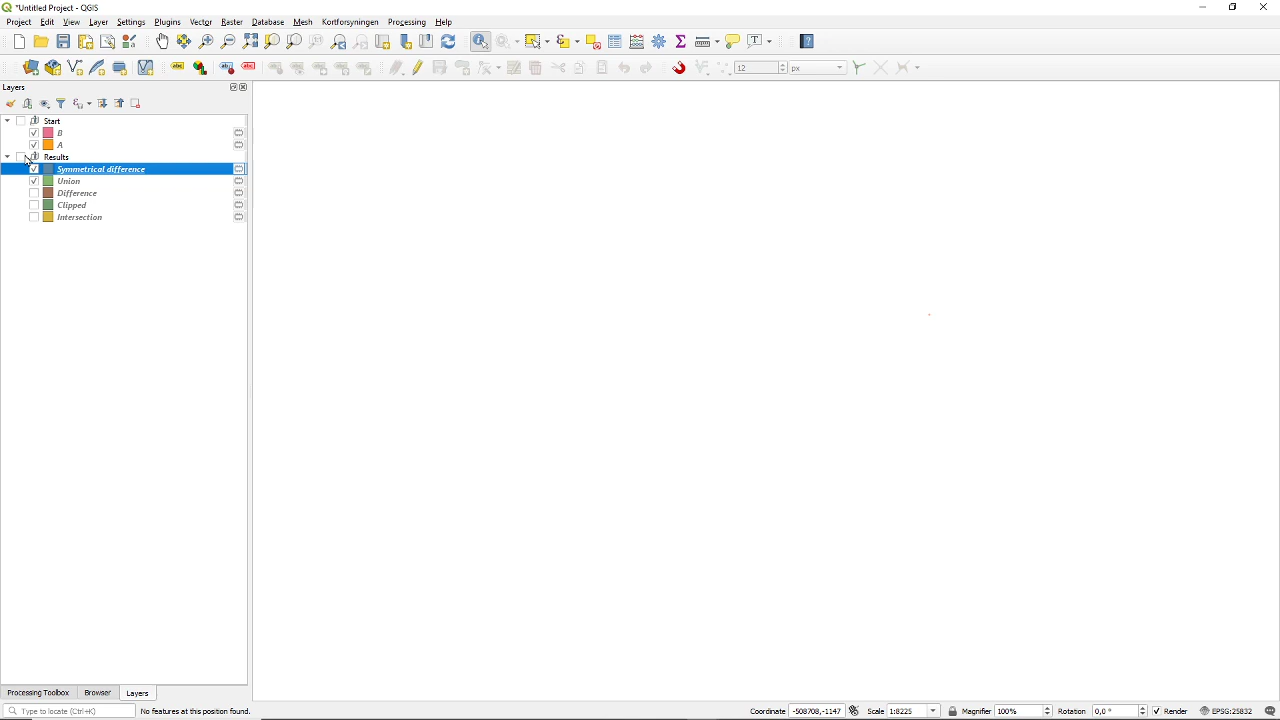 *Untitled Project - QGIS
Project Edit View Layer Settings Plugins Vector Raster Database Mesh Kortforsyningen Processing Help
12 px
Layers
Start
B
A
Results
Symmetrical difference
Union
Difference
Clipped
Intersection
Processing Toolbox Browser Layers
Type to locate (Ctrl+K) No features at this position found. Coordinate -508708,-1147 Scale 1:8225 Magnifier 100% Rotation 0,0 ° Render EPSG:25832